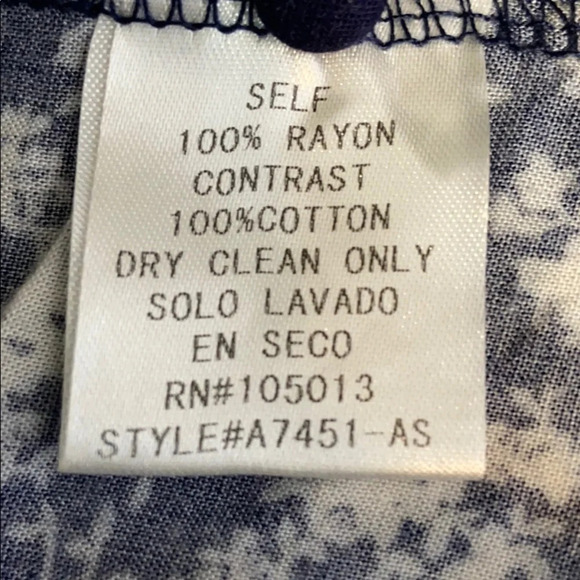 SELF
100% RAYON
CONTRAST
100%COTTON
DRY CLEAN ONLY
SOLO LAVADO
EN SECO
RN#105013
STYLE#A7451-AS